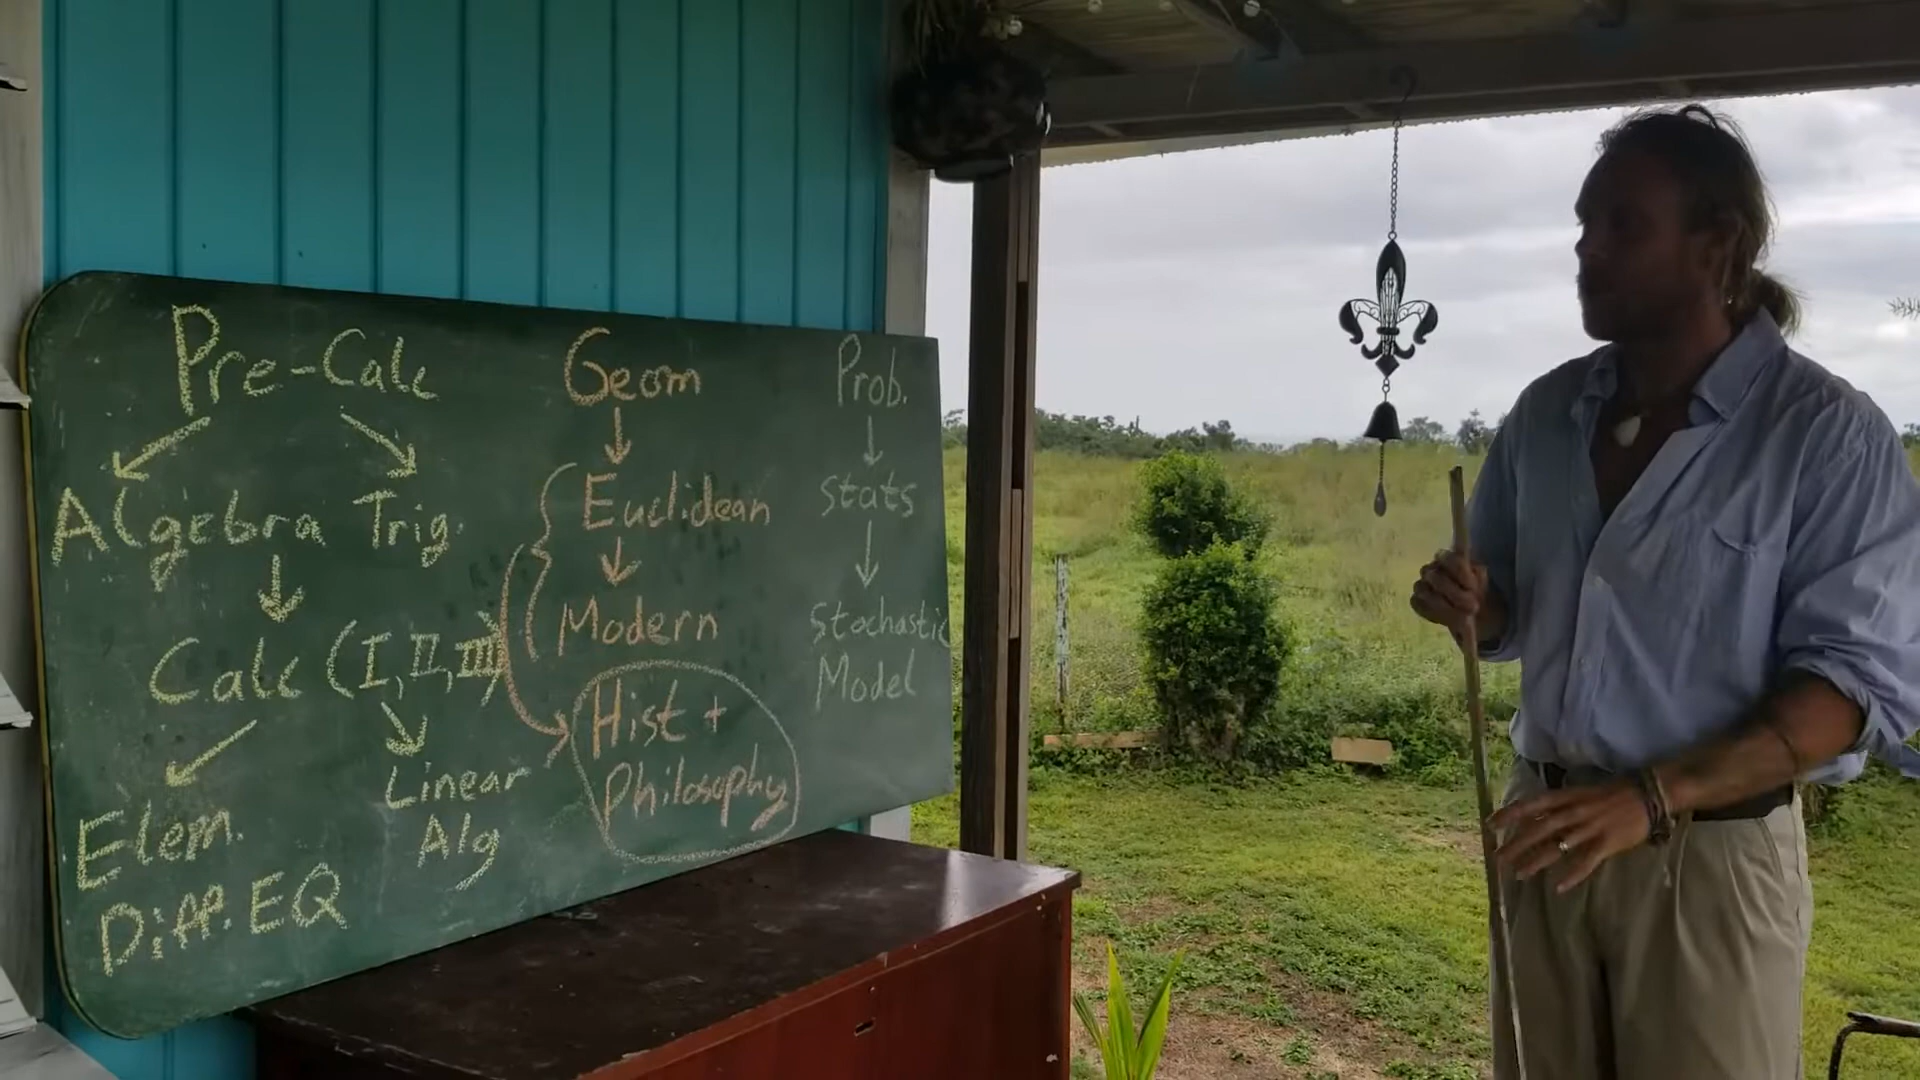 Pre-Calc
Algebra Trig.
Calc (I, II, III)
Elem.
Diff. EQ
Linear
Alg
Geom
Euclidean
Modern
Hist +
Philosophy
Prob.
Stats
Stochastic
Model